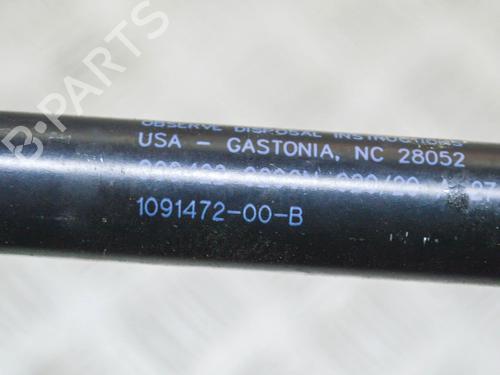 B-PARTS
OBSERVE DISPOSAL INSTRUCTIONS
USA - GASTONIA, NC 28052
1091472-00-B